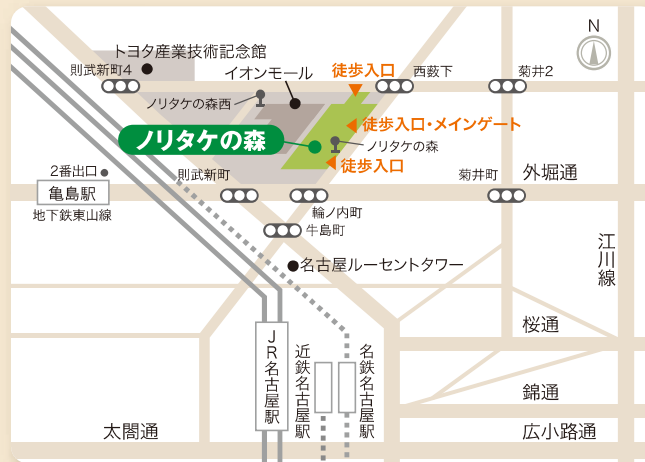 N
トヨタ産業技術記念館
則武新町4
イオンモール
徒歩入口
西薮下
菊井2
ノリタケの森西
徒歩入口・メインゲート
ノリタケの森
ノリタケの森
徒歩入口
2番出口
亀島駅
地下鉄東山線
則武新町
菊井町
外堀通
輪ノ内町
牛島町
名古屋ルーセントタワー
江川線
桜通
JR名古屋駅
近鉄名古屋駅
名鉄名古屋駅
錦通
太閤通
広小路通